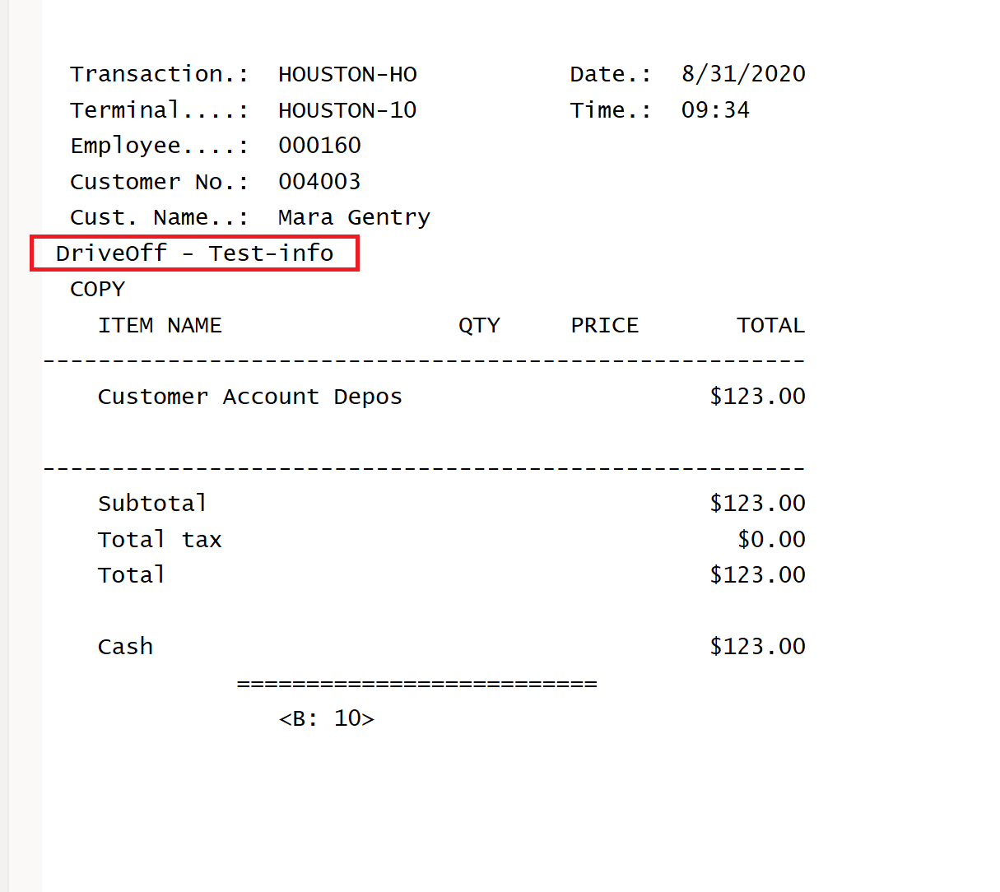 Transaction.: HOUSTON-HO Date.: 8/31/2020
Terminal....: HOUSTON-10 Time.: 09:34
Employee....: 000160
Customer No.: 004003
Cust. Name..: Mara Gentry
DriveOff - Test-info
COPY
ITEM NAME QTY PRICE TOTAL
-------------------------------------------------------
Customer Account Depos $123.00
-------------------------------------------------------
Subtotal $123.00
Total tax $0.00
Total $123.00
Cash $123.00
==========================
<B: 10>